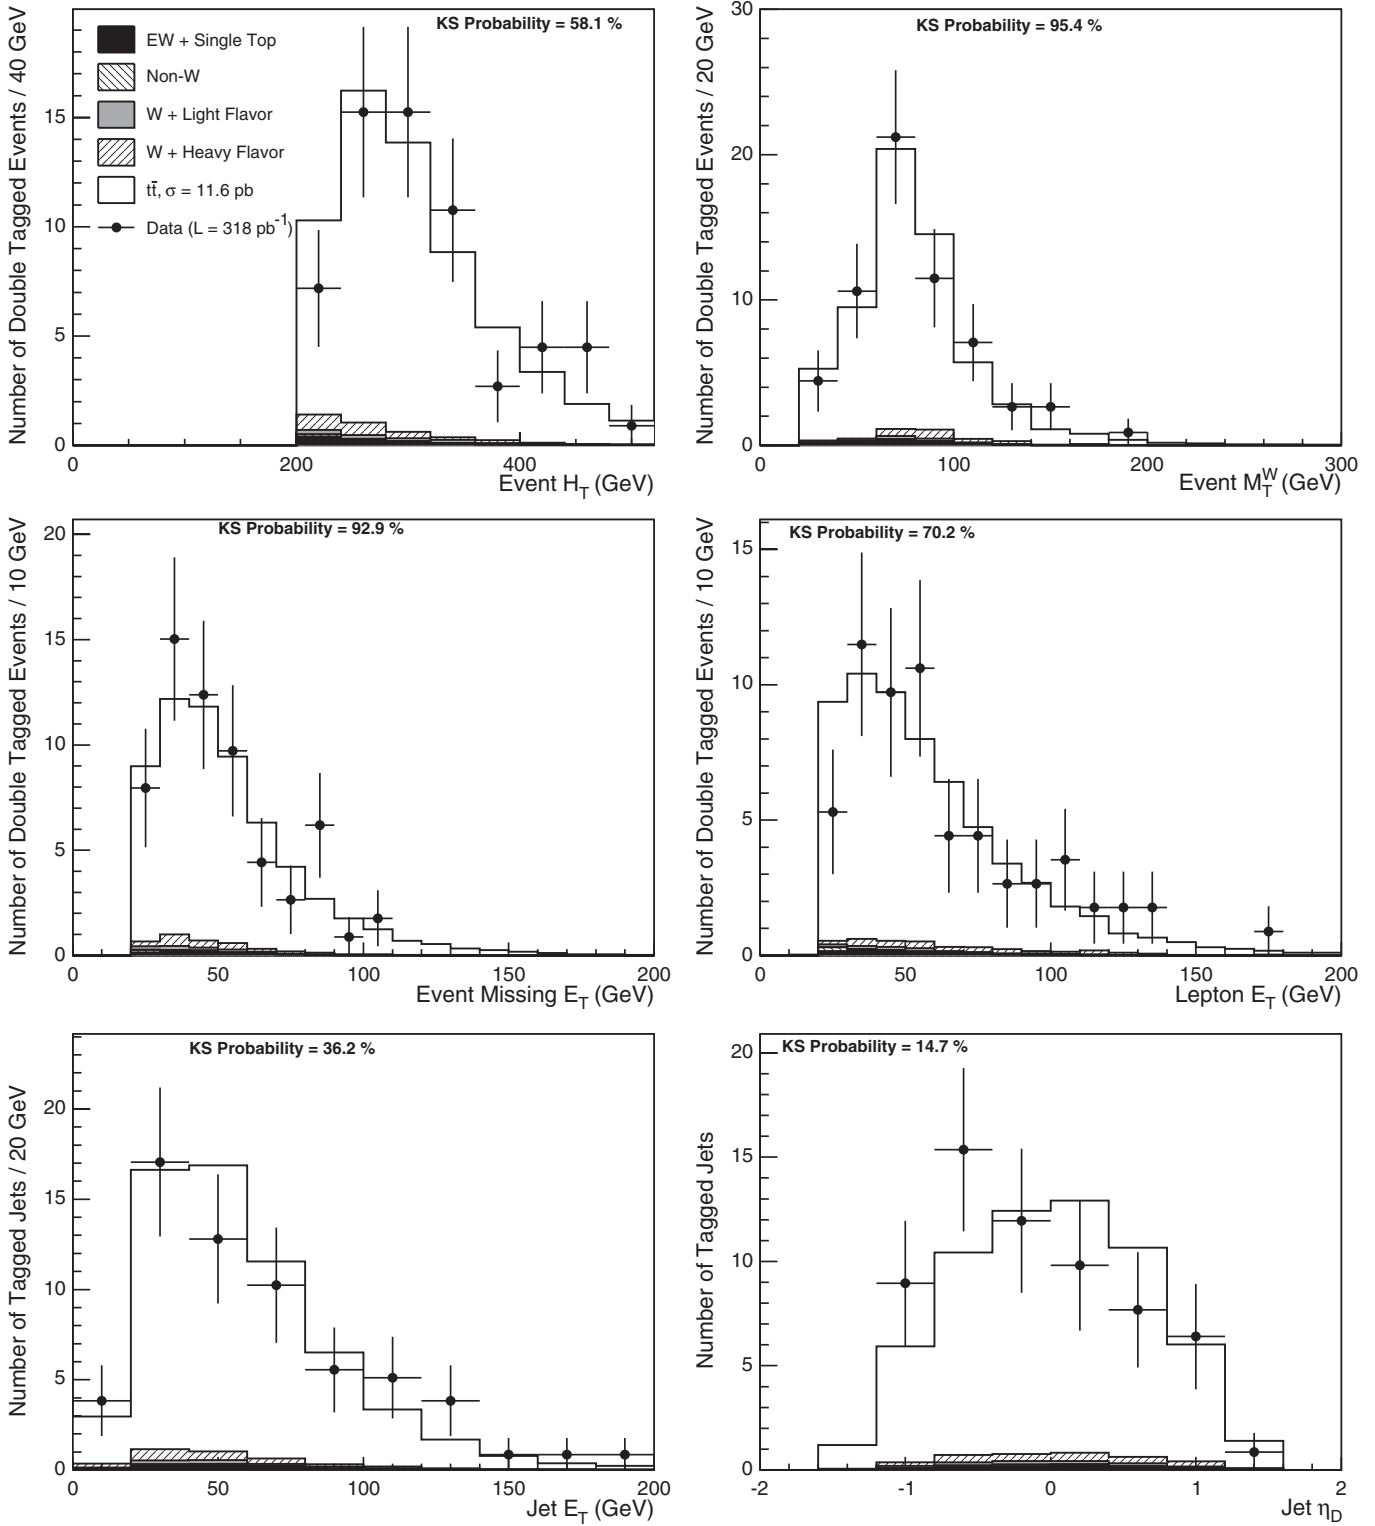 KS Probability = 58.1 %
EW + Single Top
Non-W
W + Light Flavor
W + Heavy Flavor
tt̄, σ = 11.6 pb
Data (L = 318 pb⁻¹)
Number of Double Tagged Events / 40 GeV
15
10
5
0
0 200 400
Event H_T (GeV)
KS Probability = 95.4 %
Number of Double Tagged Events / 20 GeV
30
20
10
0
0 100 200 300
Event M_T^W (GeV)
KS Probability = 92.9 %
Number of Double Tagged Events / 10 GeV
20
15
10
5
0
0 50 100 150 200
Event Missing E_T (GeV)
KS Probability = 70.2 %
Number of Double Tagged Events / 10 GeV
15
10
5
0
0 50 100 150 200
Lepton E_T (GeV)
KS Probability = 36.2 %
Number of Tagged Jets / 20 GeV
20
15
10
5
0
0 50 100 150 200
Jet E_T (GeV)
KS Probability = 14.7 %
Number of Tagged Jets
20
15
10
5
0
-2 -1 0 1 2
Jet η_D